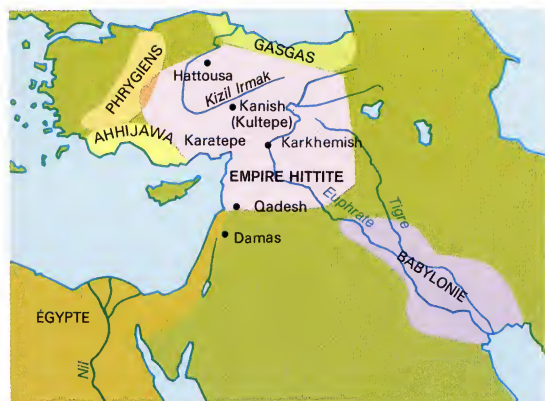 GASGAS
PHRYGIENS
Hattousa
Kizil Irmak
Kanish
(Kultepe)
AHHIJAWA
Karatepe
Karkhemish
EMPIRE HITTITE
Euphrate
Tigre
Qadesh
Damas
BABYLONIE
ÉGYPTE
Nil